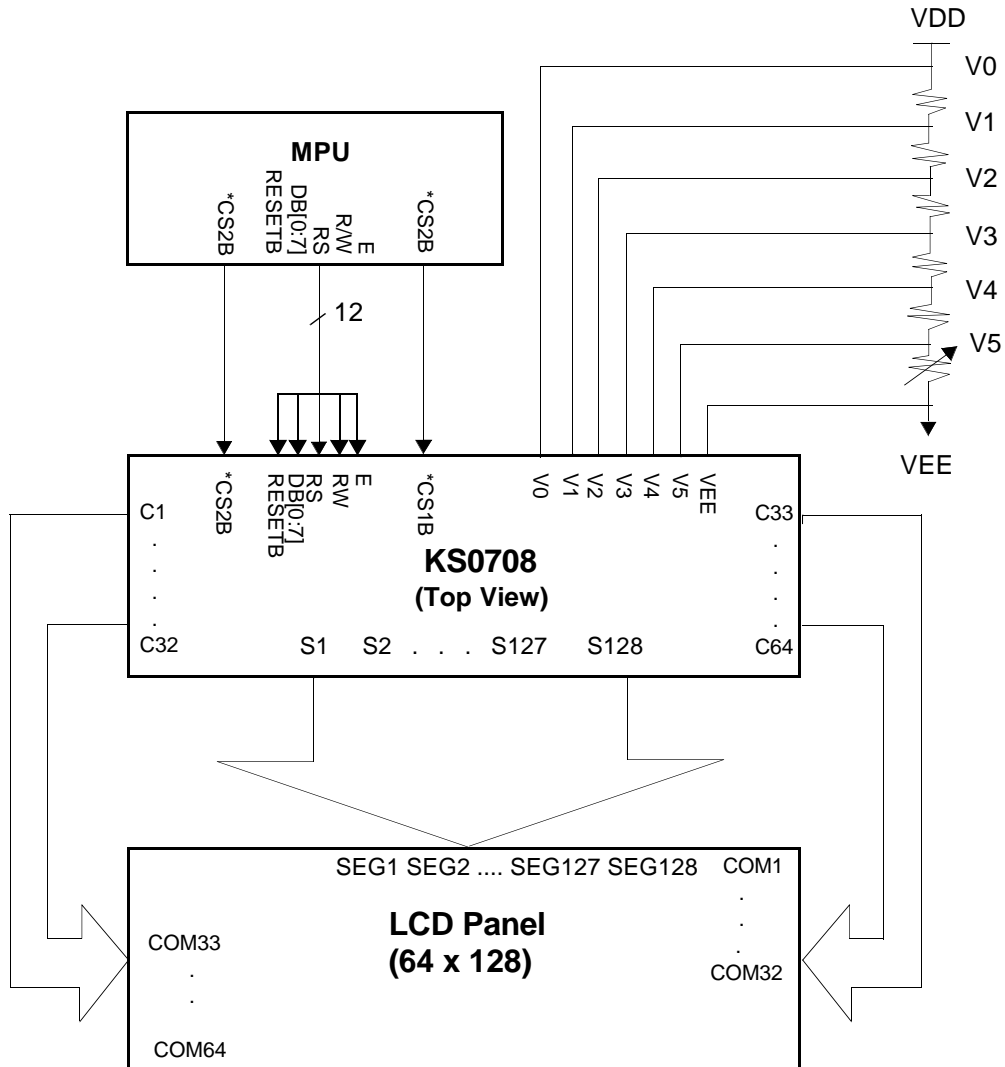 VDD
V0
V1
V2
V3
V4
V5
VEE
MPU
*CS2B
RESETB
DB[0:7]
RS
R/W
E
*CS2B
12
*CS2B
RESETB
DB[0:7]
RS
RW
E
*CS1B
V0
V1
V2
V3
V4
V5
VEE
C1
.
.
.
.
C32
KS0708
(Top View)
C33
.
.
.
.
C64
S1 S2 . . . S127 S128
SEG1 SEG2 .... SEG127 SEG128
COM1
.
.
.
COM32
LCD Panel
(64 x 128)
COM33
.
.
COM64